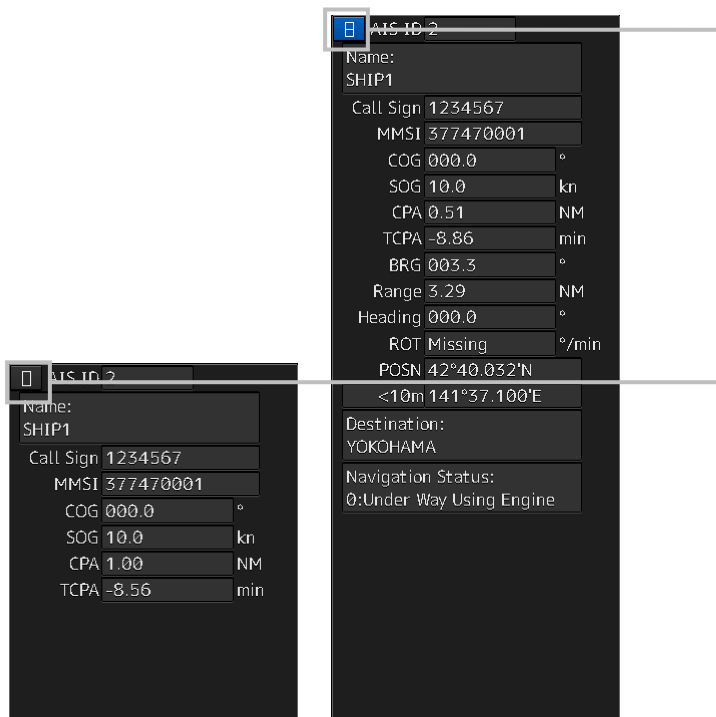 AIS ID 2
Name:
SHIP1
Call Sign 1234567
MMSI 377470001
COG 000.0 °
SOG 10.0 kn
CPA 0.51 NM
TCPA -8.86 min
BRG 003.3 °
Range 3.29 NM
Heading 000.0 °
ROT Missing °/min
POSN 42°40.032'N
<10m 141°37.100'E
Destination:
YOKOHAMA
Navigation Status:
0:Under Way Using Engine
AIS ID 2
Name:
SHIP1
Call Sign 1234567
MMSI 377470001
COG 000.0 °
SOG 10.0 kn
CPA 1.00 NM
TCPA -8.56 min